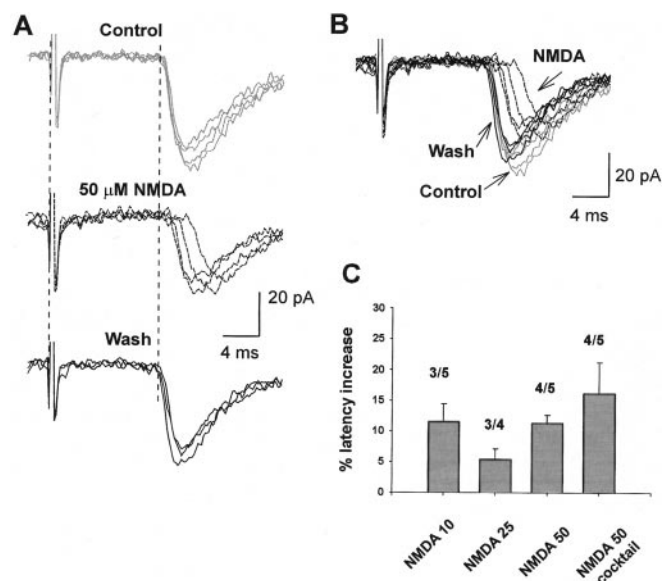 A
Control
50 μM NMDA
20 pA
4 ms
Wash
B
NMDA
Wash
Control
20 pA
4 ms
C
% latency increase
30
25
20
15
10
5
0
3/5
3/4
4/5
4/5
NMDA 10
NMDA 25
NMDA 50
NMDA 50
cocktail